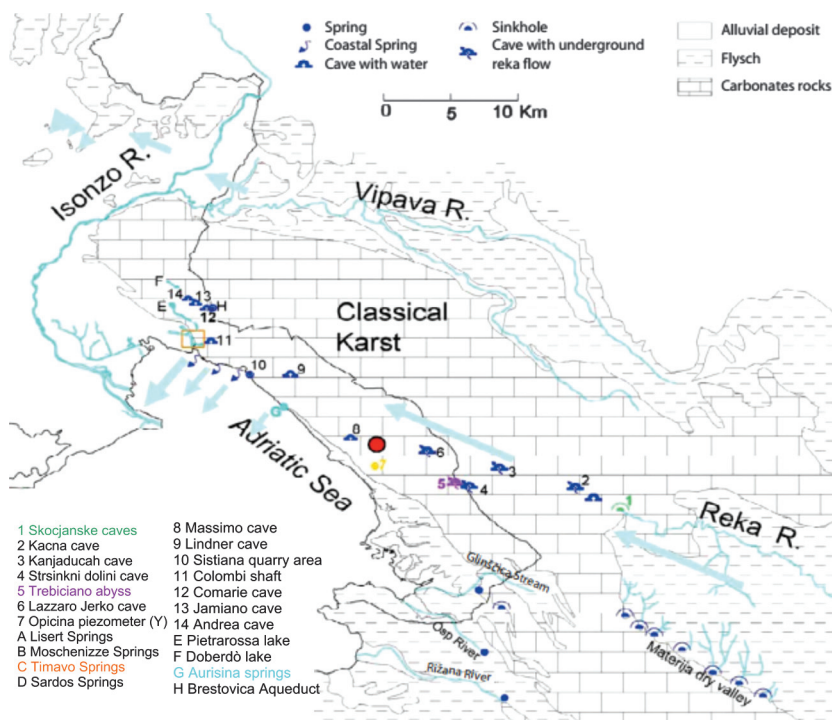 Spring
Coastal Spring
Cave with water
Sinkhole
Cave with underground
reka flow
Alluvial deposit
Flysch
Carbonates rocks
0 5 10 Km
Isonzo R.
Vipava R.
F
14
13
H
E
12
11
Classical
Karst
10
9
G
Adriatic Sea
8
6
7
3
5
4
2
1
Reka R.
Glinščica Stream
Osp River
Rižana River
Materija dry valley
1 Skocjanske caves
2 Kacna cave
3 Kanjaducah cave
4 Strsinkni dolini cave
5 Trebiciano abyss
6 Lazzaro Jerko cave
7 Opicina piezometer (Y)
A Lisert Springs
B Moschenizze Springs
C Timavo Springs
D Sardos Springs
8 Massimo cave
9 Lindner cave
10 Sistiana quarry area
11 Colombi shaft
12 Comarie cave
13 Jamiano cave
14 Andrea cave
E Pietrarossa lake
F Doberdò lake
G Aurisina springs
H Brestovica Aqueduct